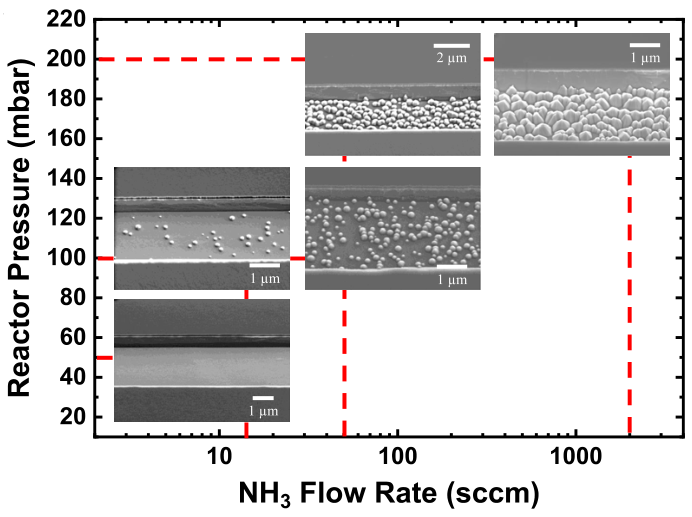 220
200
180
160
140
120
100
80
60
40
20
Reactor Pressure (mbar)
2 µm
1 µm
1 µm
1 µm
1 µm
10
100
1000
NH3 Flow Rate (sccm)